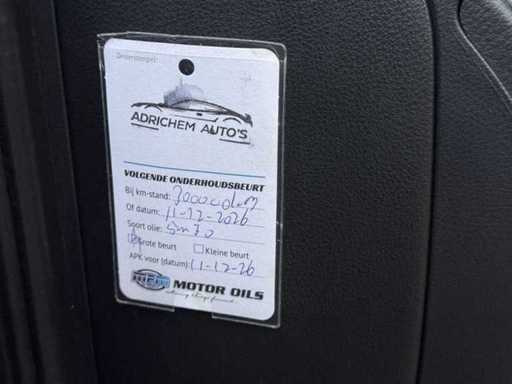 Onderstempel:
ADRICHEM AUTO'S
VOLGENDE ONDERHOUDSBEURT
Bij km-stand:
Of datum: 11-12-2026
Soort olie:
Grote beurt Kleine beurt
APK voor (datum): 11-12-26
MOTOR OILS